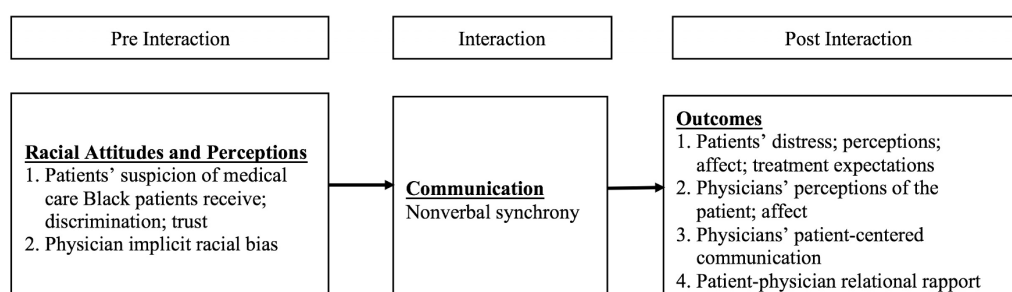 Pre Interaction
Interaction
Post Interaction
Racial Attitudes and Perceptions
1. Patients’ suspicion of medical
care Black patients receive;
discrimination; trust
2. Physician implicit racial bias
Communication
Nonverbal synchrony
Outcomes
1. Patients’ distress; perceptions;
affect; treatment expectations
2. Physicians’ perceptions of the
patient; affect
3. Physicians’ patient-centered
communication
4. Patient-physician relational rapport